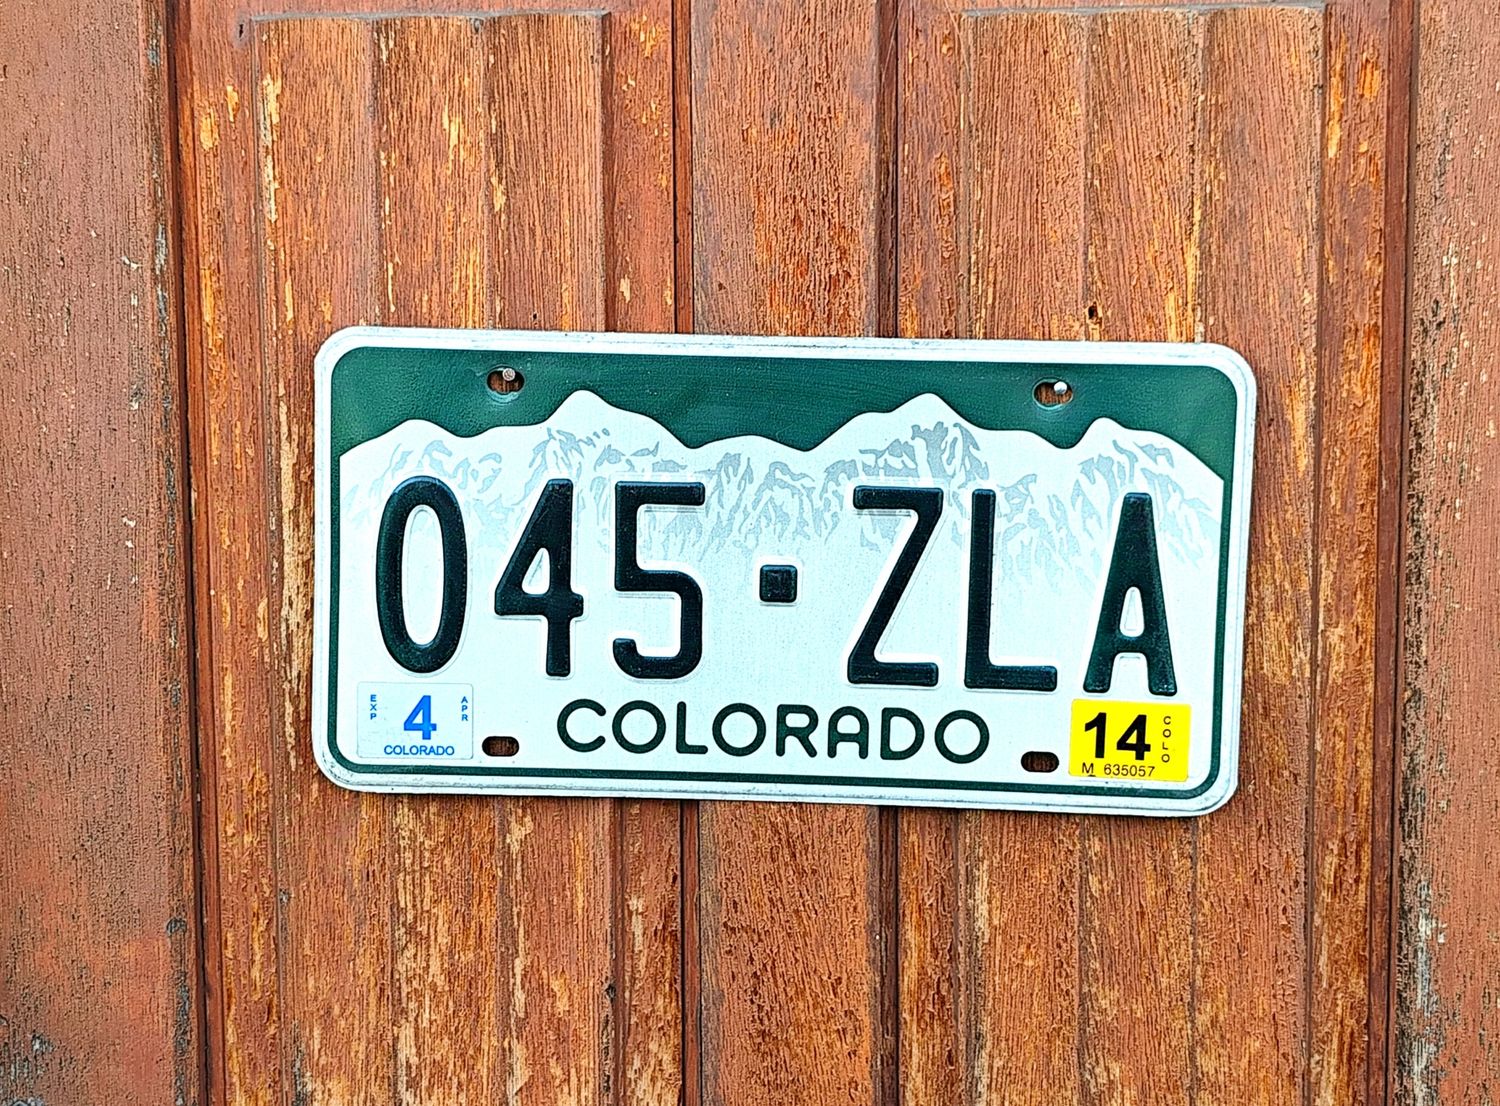 045·ZLA
EXP 4 APR
COLORADO
COLORADO
14 COLO
M 635057